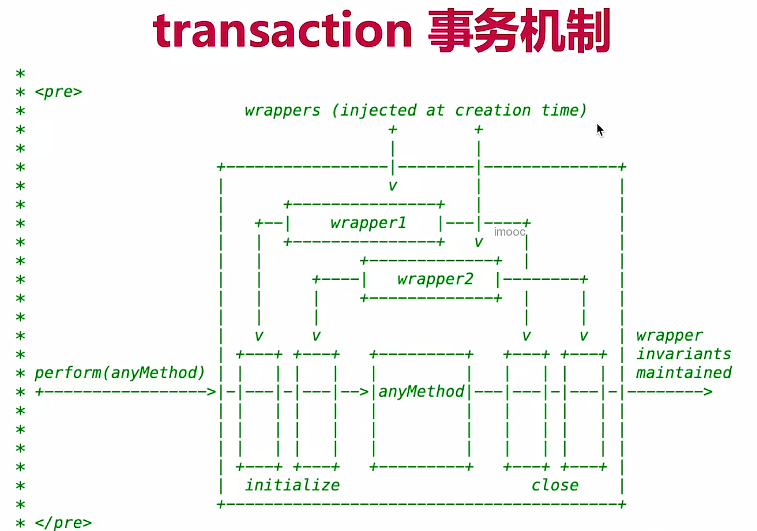 transaction 事务机制
*
* <pre>
* wrappers (injected at creation time)
* + +
* | |
* +-----------------|--------|--------------+
* | v | |
* | +---------------+ | |
* | +--| wrapper1 |---|----+ |
imooc
* | | +---------------+ v | |
* | | +-------------+ | |
* | | +----| wrapper2 |--------+ |
* | | | +-------------+ | | |
* | | | | | |
* | v v v v | wrapper
* | +---+ +---+ +---------+ +---+ +---+ | invariants
* perform(anyMethod) | | | | | | | | | | | | maintained
* +----------------->|-|---|-|---|-->|anyMethod|---|---|-|---|-|-------->
* | | | | | | | | | | | |
* | | | | | | | | | | | |
* | | | | | | | | | | | |
* | +---+ +---+ +---------+ +---+ +---+ |
* | initialize close |
* +-----------------------------------------+
* </pre>